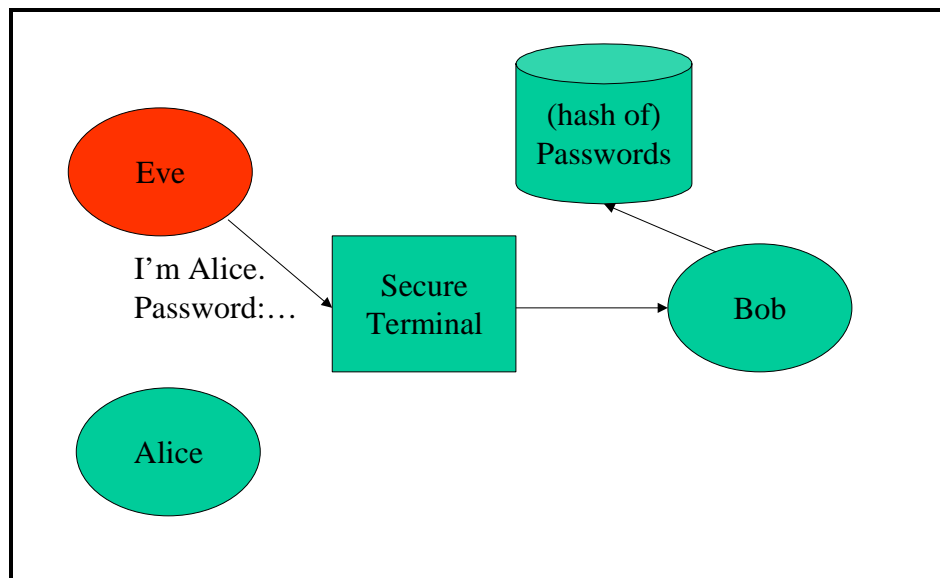 (hash of)
Passwords
Eve
I’m Alice.
Password:…
Secure
Terminal
Bob
Alice